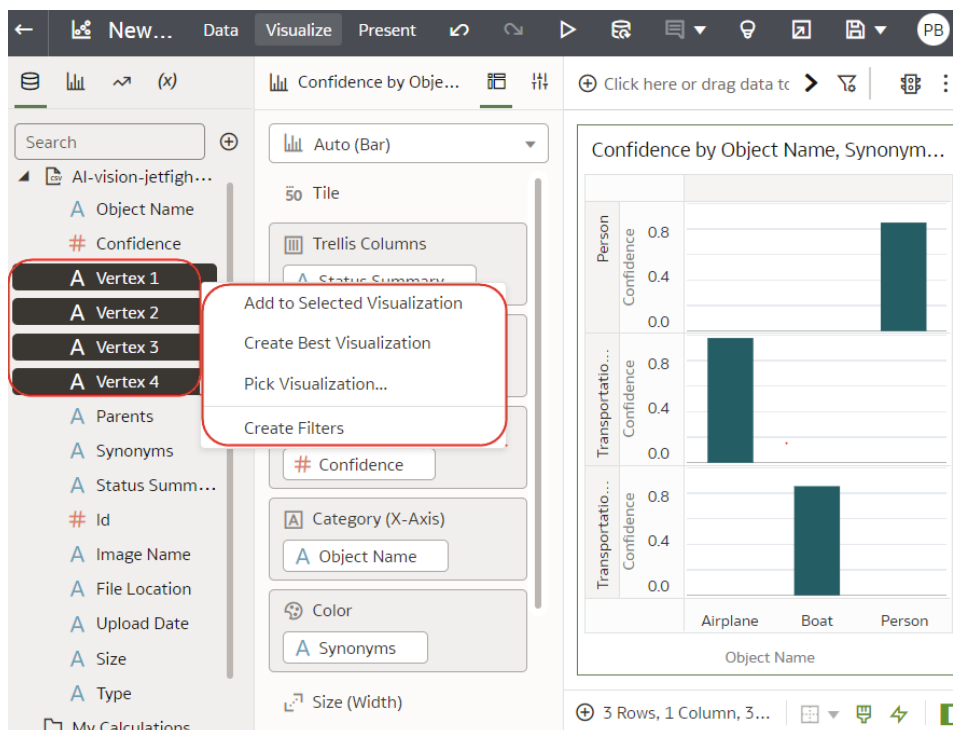 New... Data Visualize Present PB
(x) Confidence by Obje... Click here or drag data to
Search
AI-vision-jetfigh...
A Object Name
# Confidence
A Vertex 1
A Vertex 2
A Vertex 3
A Vertex 4
A Parents
A Synonyms
A Status Summ...
# Id
A Image Name
A File Location
A Upload Date
A Size
A Type
My Calculations
Auto (Bar)
50 Tile
Trellis Columns
A Status Summary
Add to Selected Visualization
Create Best Visualization
Pick Visualization...
Create Filters
# Confidence
A Category (X-Axis)
A Object Name
Color
A Synonyms
Size (Width)
Confidence by Object Name, Synonym...
Person
Confidence
0.8
0.4
0.0
Transportatio...
Confidence
0.8
0.4
0.0
Transportatio...
Confidence
0.8
0.4
0.0
Airplane Boat Person
Object Name
3 Rows, 1 Column, 3...